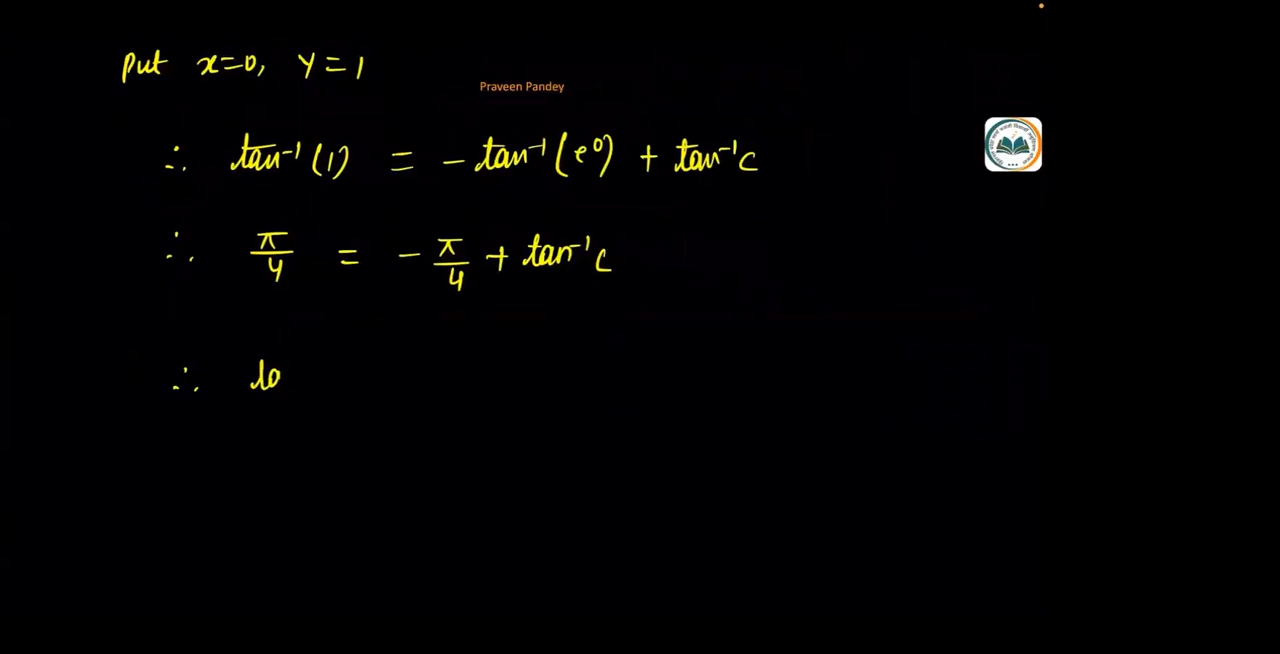 Put x=0, y=1
Praveen Pandey
∴ tan⁻¹(1) = - tan⁻¹(e⁰) + tan⁻¹c
∴ π/4 = - π/4 + tan⁻¹c
∴